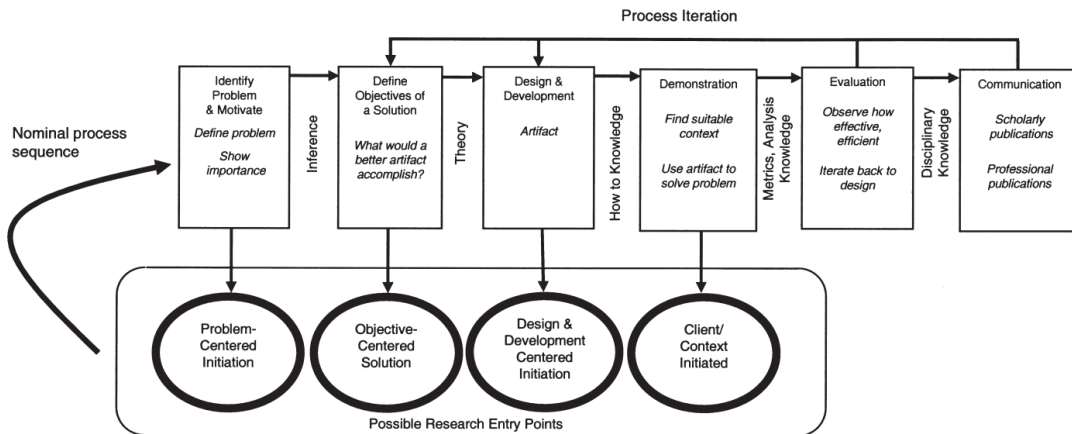 Process Iteration
Nominal process
sequence
Identify
Problem
& Motivate
Define problem
Show
importance
Inference
Define
Objectives of
a Solution
What would a
better artifact
accomplish?
Theory
Design &
Development
Artifact
How to Knowledge
Demonstration
Find suitable
context
Use artifact to
solve problem
Metrics, Analysis
Knowledge
Evaluation
Observe how
effective,
efficient
Iterate back to
design
Disciplinary
Knowledge
Communication
Scholarly
publications
Professional
publications
Problem-
Centered
Initiation
Objective-
Centered
Solution
Design &
Development
Centered
Initiation
Client/
Context
Initiated
Possible Research Entry Points